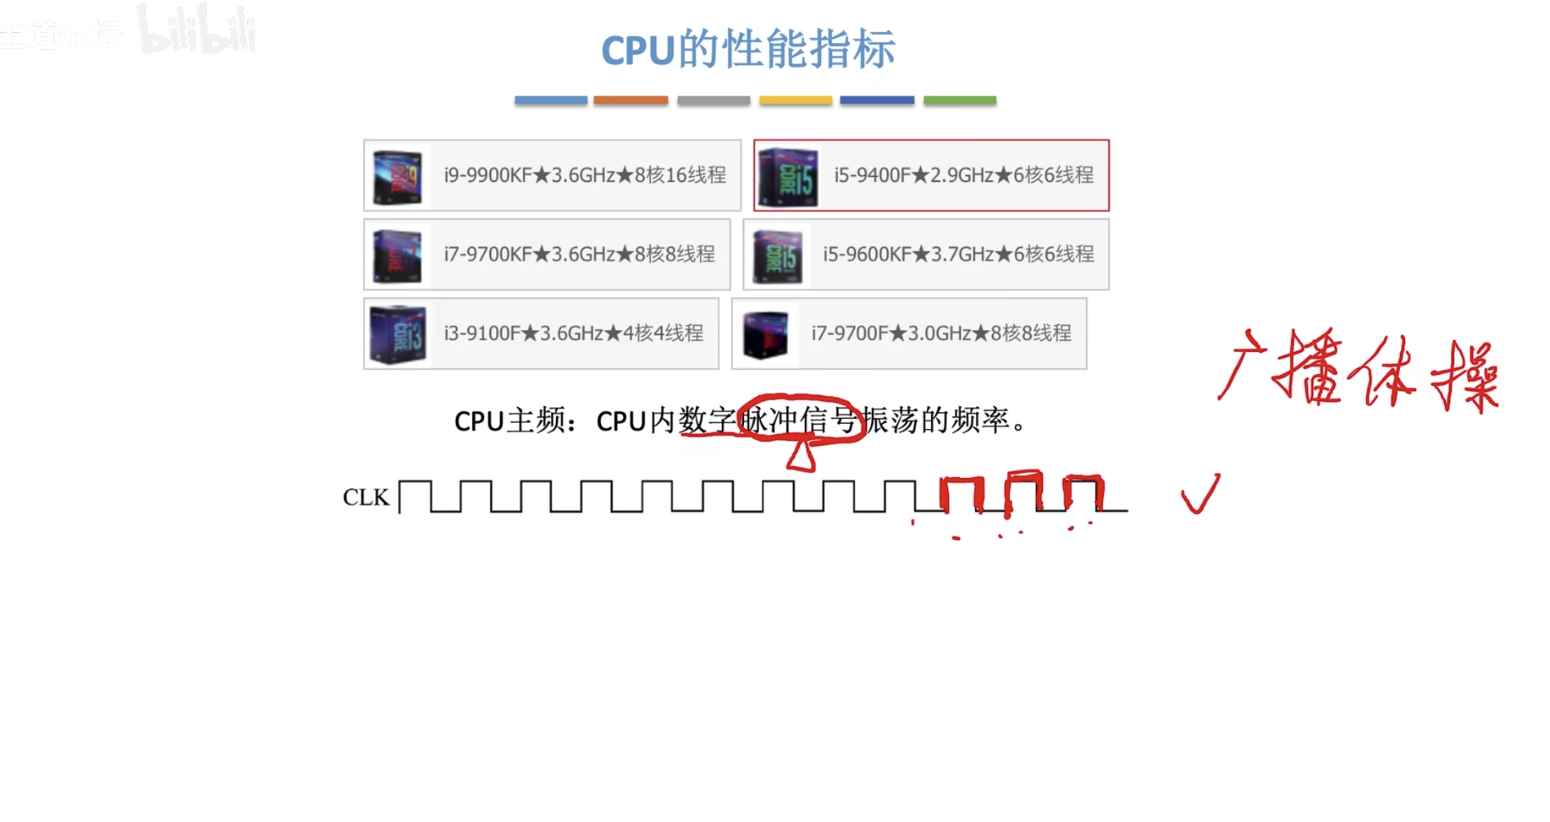 王道论坛 bilibili
CPU的性能指标
i9-9900KF★3.6GHz★8核16线程
i5-9400F★2.9GHz★6核6线程
i7-9700KF★3.6GHz★8核8线程
i5-9600KF★3.7GHz★6核6线程
i3-9100F★3.6GHz★4核4线程
i7-9700F★3.0GHz★8核8线程
广播体操
CPU主频：CPU内数字脉冲信号振荡的频率。
CLK